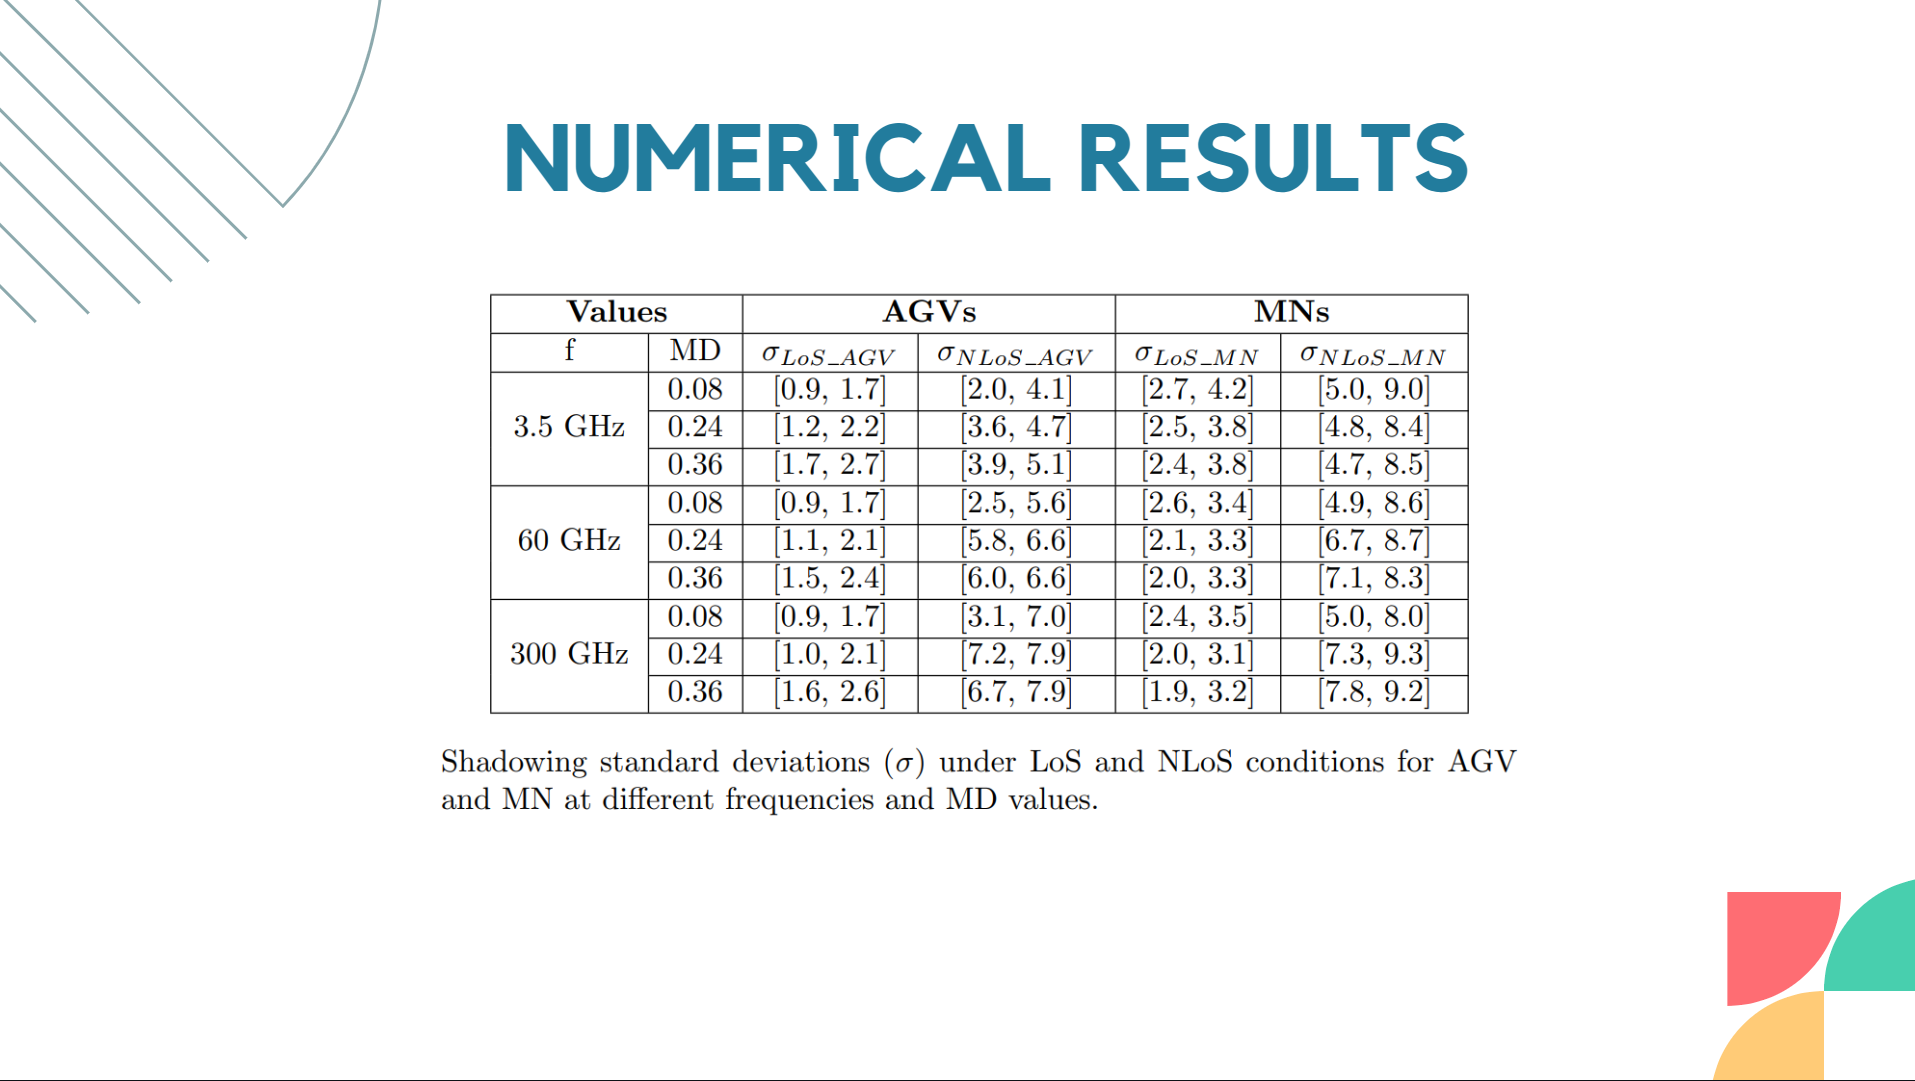 NUMERICAL RESULTS
Values AGVs MNs
f MD σLoS_AGV σNLoS_AGV σLoS_MN σNLoS_MN
3.5 GHz 0.08 [0.9, 1.7] [2.0, 4.1] [2.7, 4.2] [5.0, 9.0]
0.24 [1.2, 2.2] [3.6, 4.7] [2.5, 3.8] [4.8, 8.4]
0.36 [1.7, 2.7] [3.9, 5.1] [2.4, 3.8] [4.7, 8.5]
60 GHz 0.08 [0.9, 1.7] [2.5, 5.6] [2.6, 3.4] [4.9, 8.6]
0.24 [1.1, 2.1] [5.8, 6.6] [2.1, 3.3] [6.7, 8.7]
0.36 [1.5, 2.4] [6.0, 6.6] [2.0, 3.3] [7.1, 8.3]
300 GHz 0.08 [0.9, 1.7] [3.1, 7.0] [2.4, 3.5] [5.0, 8.0]
0.24 [1.0, 2.1] [7.2, 7.9] [2.0, 3.1] [7.3, 9.3]
0.36 [1.6, 2.6] [6.7, 7.9] [1.9, 3.2] [7.8, 9.2]
Shadowing standard deviations (σ) under LoS and NLoS conditions for AGV
and MN at different frequencies and MD values.